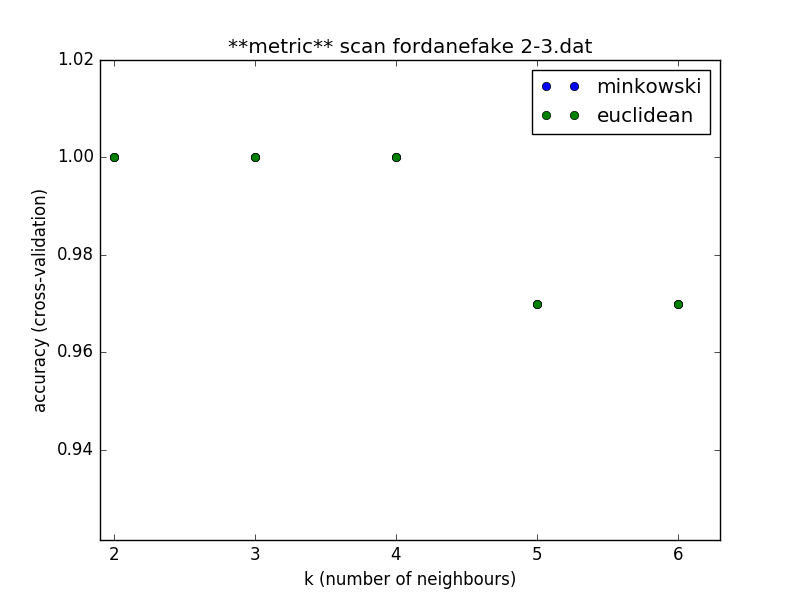 **metric** scan fordanefake 2-3.dat
1.02
minkowski
euclidean
1.00
0.98
0.96
0.94
accuracy (cross-validation)
2 3 4 5 6
k (number of neighbours)